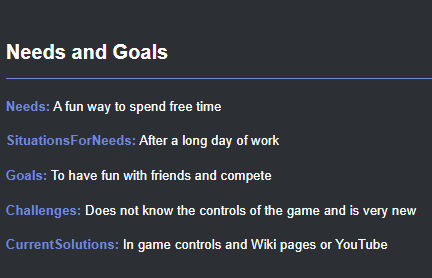 Needs and Goals
Needs: A fun way to spend free time
SituationsForNeeds: After a long day of work
Goals: To have fun with friends and compete
Challenges: Does not know the controls of the game and is very new
CurrentSolutions: In game controls and Wiki pages or YouTube